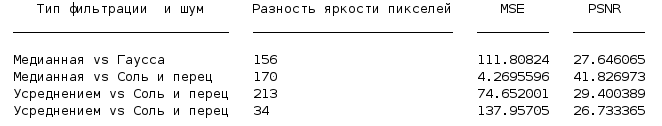 Тип фильтрации и шум Разность яркости пикселей MSE PSNR
Медианная vs Гаусса 156 111.80824 27.646065
Медианная vs Соль и перец 170 4.2695596 41.826973
Усреднением vs Соль и перец 213 74.652001 29.400389
Усреднением vs Соль и перец 34 137.95705 26.733365